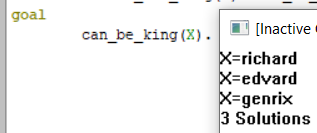 goal
can_be_king(X).
[Inactive
X=richard
X=edvard
X=genrix
3 Solutions